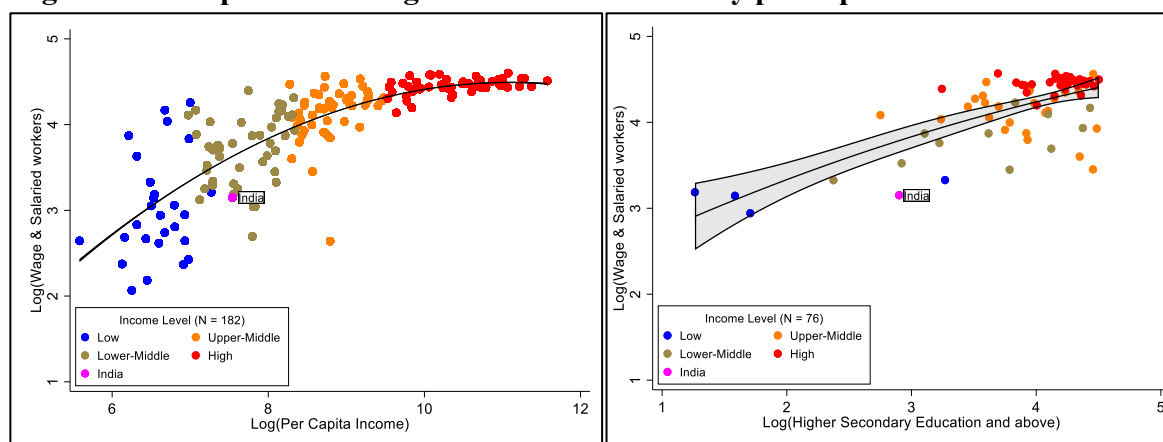 5
4
3
2
1
Log(Wage & Salaried workers)
India
Income Level (N = 182)
Low
Upper-Middle
Lower-Middle
High
India
6
8
10
12
Log(Per Capita Income)
5
4
3
2
1
Log(Wage & Salaried workers)
India
Income Level (N = 76)
Low
Upper-Middle
Lower-Middle
High
India
1
2
3
4
5
Log(Higher Secondary Education and above)